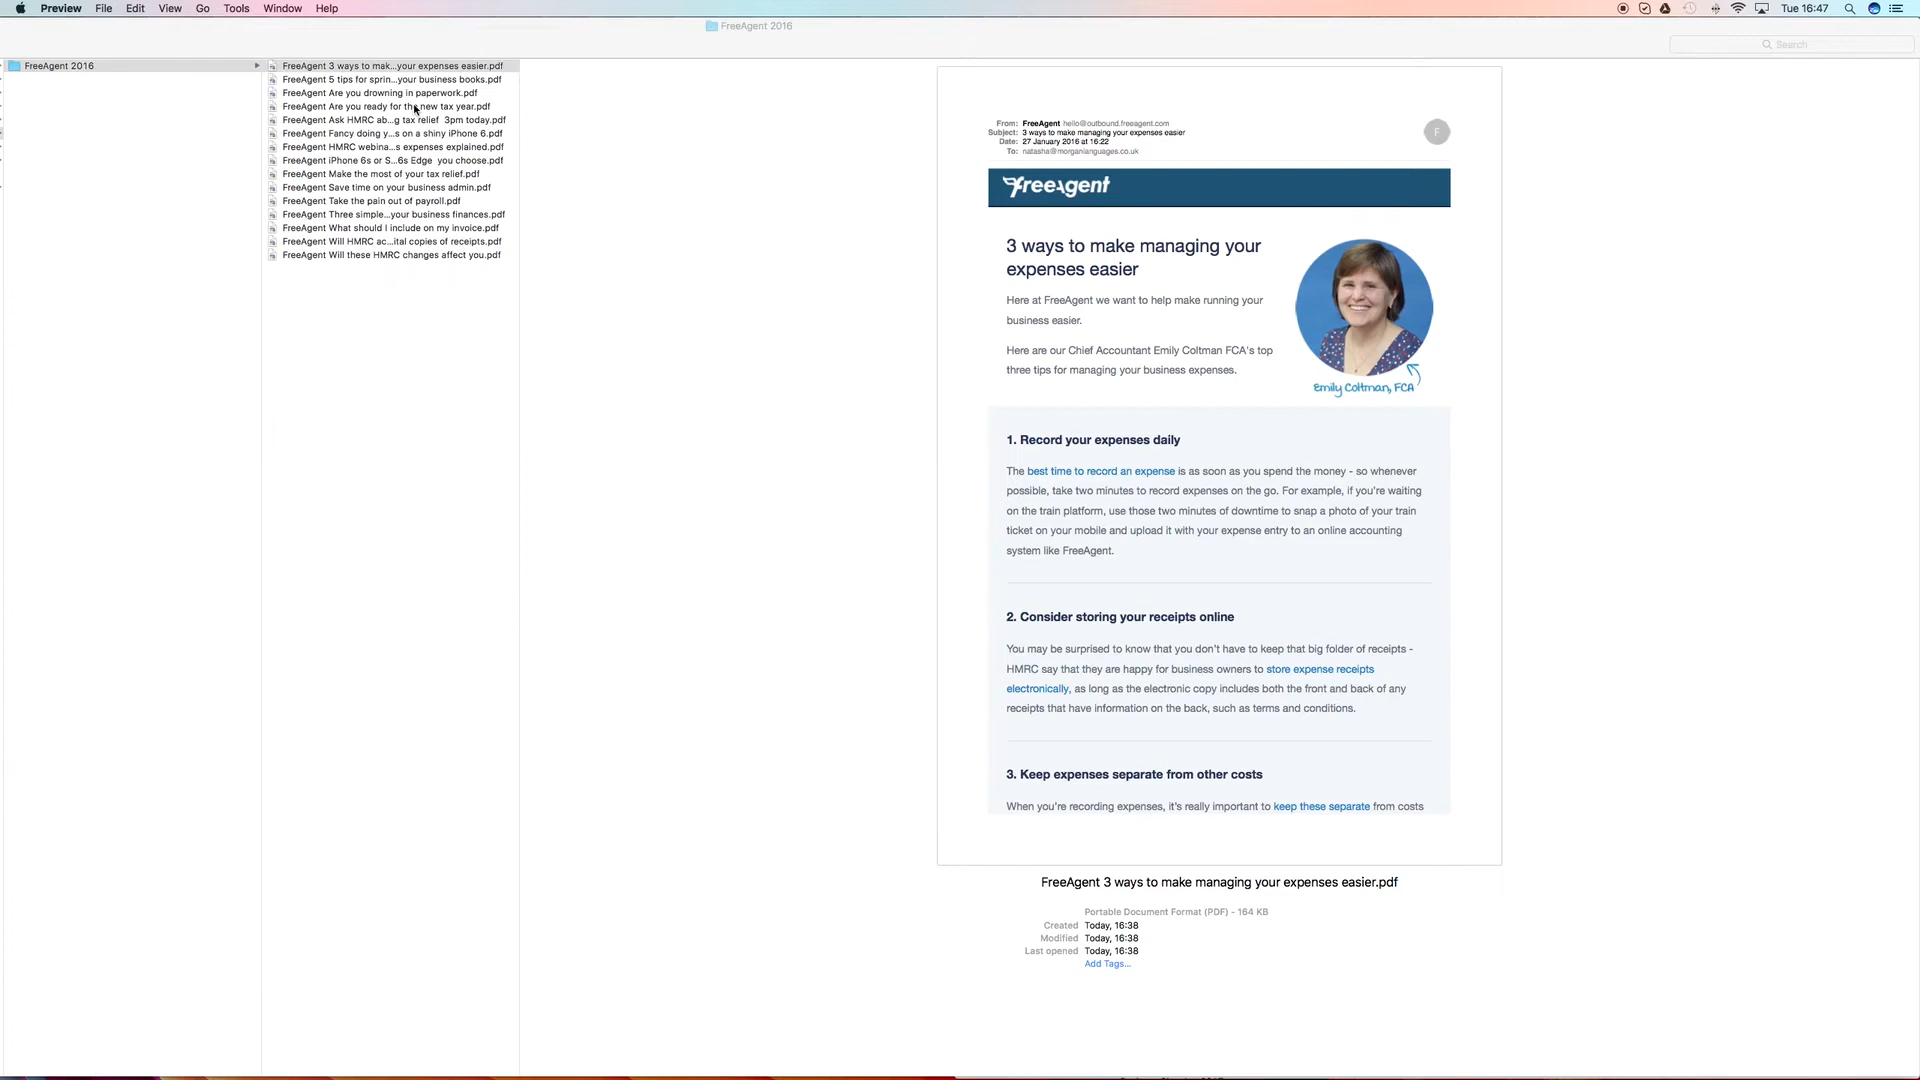 Preview File Edit View Go Tools Window Help Tue 16:47
FreeAgent 2016
Search
FreeAgent 2016
FreeAgent 3 ways to mak...your expenses easier.pdf
FreeAgent 5 tips for sprin...your business books.pdf
FreeAgent Are you drowning in paperwork.pdf
FreeAgent Are you ready for the new tax year.pdf
FreeAgent Ask HMRC ab...g tax relief 3pm today.pdf
FreeAgent Fancy doing y...s on a shiny iPhone 6.pdf
FreeAgent HMRC webina...s expenses explained.pdf
FreeAgent iPhone 6s or S...6s Edge you choose.pdf
FreeAgent Make the most of your tax relief.pdf
FreeAgent Save time on your business admin.pdf
FreeAgent Take the pain out of payroll.pdf
FreeAgent Three simple...your business finances.pdf
FreeAgent What should I include on my invoice.pdf
FreeAgent Will HMRC ac...ital copies of receipts.pdf
FreeAgent Will these HMRC changes affect you.pdf
From: FreeAgent hello@outbound.freeagent.com
Subject: 3 ways to make managing your expenses easier
Date: 27 January 2016 at 16:22
To: natasha@morganlanguages.co.uk
F
freeagent
3 ways to make managing your
expenses easier
Here at FreeAgent we want to help make running your
business easier.
Here are our Chief Accountant Emily Coltman FCA's top
three tips for managing your business expenses.
Emily Coltman, FCA
1. Record your expenses daily
The best time to record an expense is as soon as you spend the money - so whenever
possible, take two minutes to record expenses on the go. For example, if you're waiting
on the train platform, use those two minutes of downtime to snap a photo of your train
ticket on your mobile and upload it with your expense entry to an online accounting
system like FreeAgent.
2. Consider storing your receipts online
You may be surprised to know that you don't have to keep that big folder of receipts -
HMRC say that they are happy for business owners to store expense receipts
electronically, as long as the electronic copy includes both the front and back of any
receipts that have information on the back, such as terms and conditions.
3. Keep expenses separate from other costs
When you're recording expenses, it's really important to keep these separate from costs
FreeAgent 3 ways to make managing your expenses easier.pdf
Portable Document Format (PDF) - 164 KB
Created Today, 16:38
Modified Today, 16:38
Last opened Today, 16:38
Add Tags...